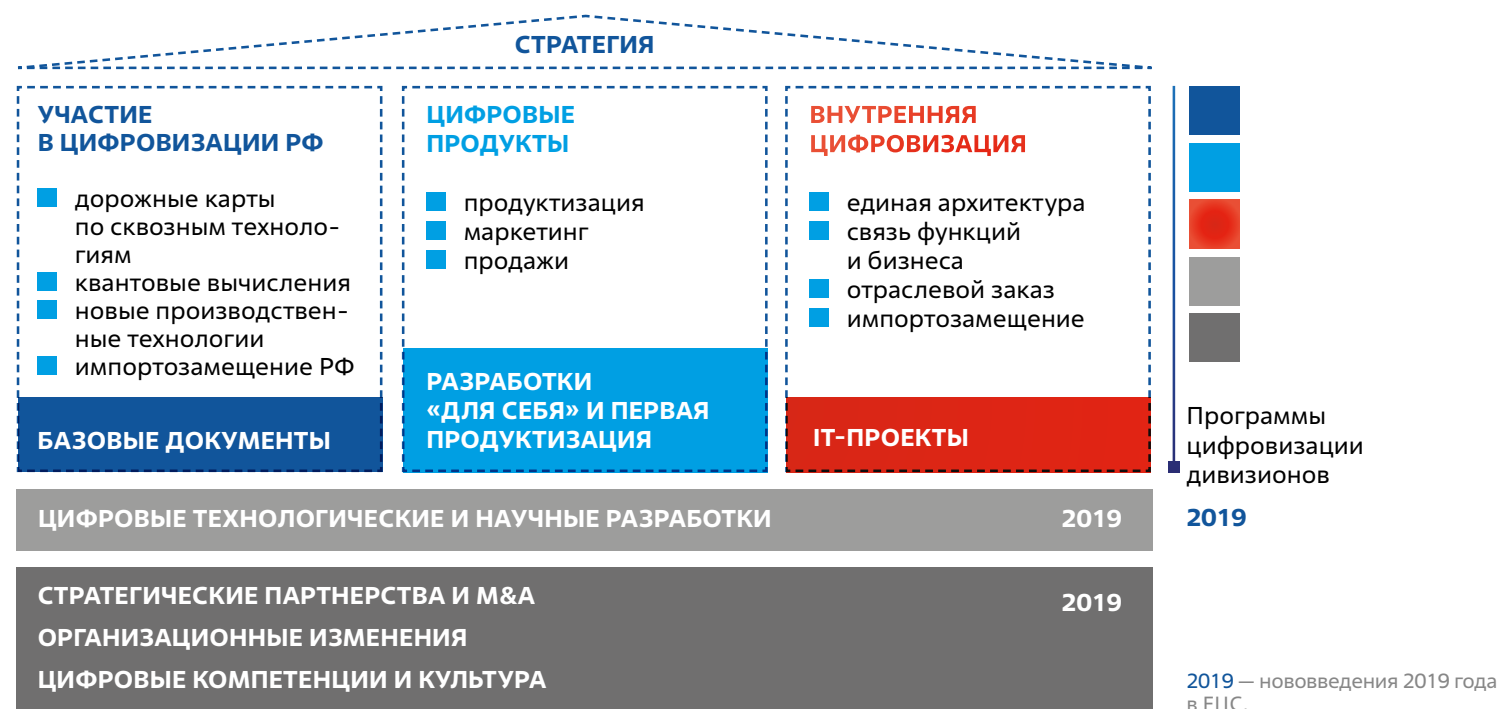 СТРАТЕГИЯ
УЧАСТИЕ
В ЦИФРОВИЗАЦИИ РФ
дорожные карты
по сквозным техноло-
гиям
квантовые вычисления
новые производствен-
ные технологии
импортозамещение РФ
БАЗОВЫЕ ДОКУМЕНТЫ
ЦИФРОВЫЕ
ПРОДУКТЫ
продуктизация
маркетинг
продажи
РАЗРАБОТКИ
«ДЛЯ СЕБЯ» И ПЕРВАЯ
ПРОДУКТИЗАЦИЯ
ВНУТРЕННЯЯ
ЦИФРОВИЗАЦИЯ
единая архитектура
связь функций
и бизнеса
отраслевой заказ
импортозамещение
IT-ПРОЕКТЫ
Программы
цифровизации
дивизионов
2019
ЦИФРОВЫЕ ТЕХНОЛОГИЧЕСКИЕ И НАУЧНЫЕ РАЗРАБОТКИ 2019
СТРАТЕГИЧЕСКИЕ ПАРТНЕРСТВА И M&A 2019
ОРГАНИЗАЦИОННЫЕ ИЗМЕНЕНИЯ
ЦИФРОВЫЕ КОМПЕТЕНЦИИ И КУЛЬТУРА
2019 — нововведения 2019 года
в ЕЦС.